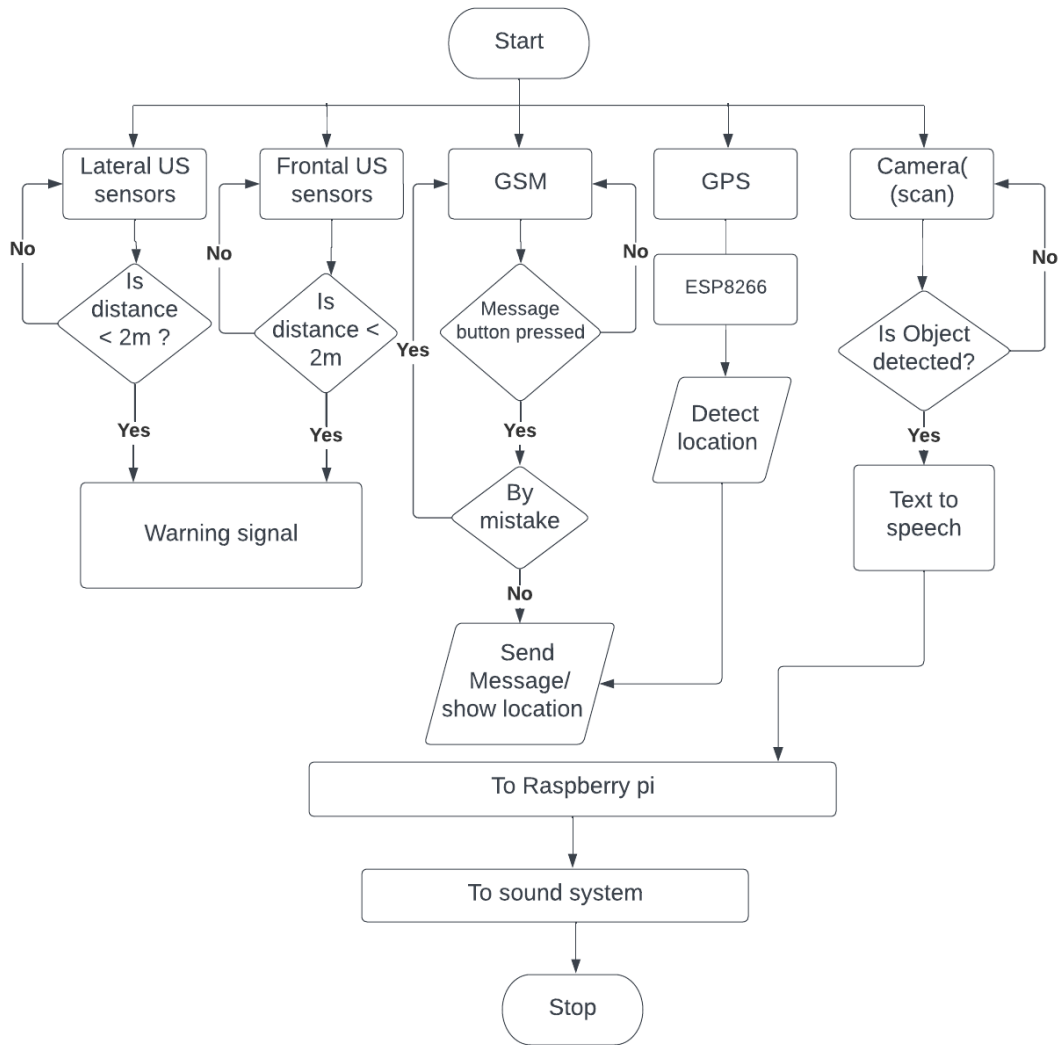 Start
Lateral US
sensors
Frontal US
sensors
GSM
GPS
Camera(
(scan)
No
No
No
No
Is
distance
< 2m ?
Is
distance <
2m
Message
button pressed
ESP8266
Is Object
detected?
Yes
Detect
location
Yes
Yes
Yes
Yes
By
mistake
Text to
speech
Warning signal
No
Send
Message/
show location
To Raspberry pi
To sound system
Stop